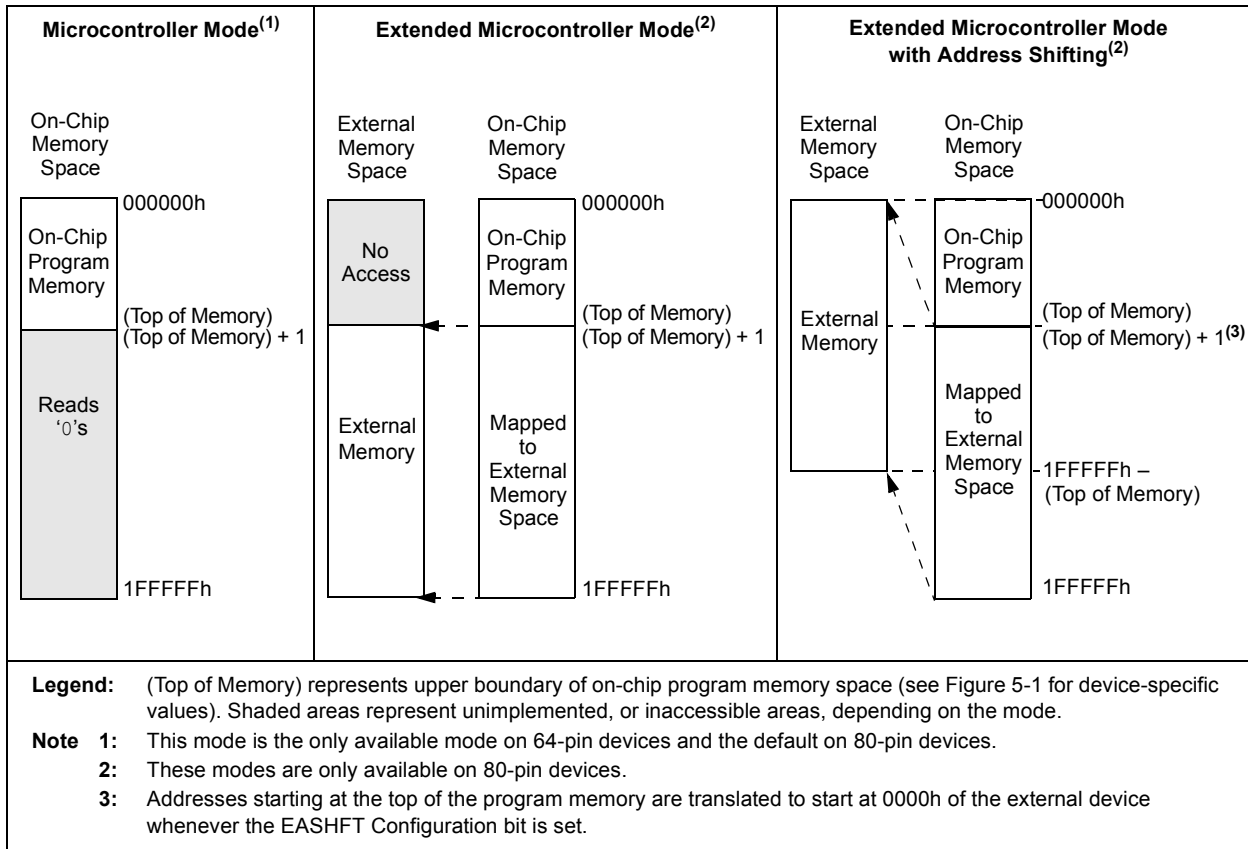 Microcontroller Mode(1)
On-Chip
Memory
Space
000000h
On-Chip
Program
Memory
(Top of Memory)
(Top of Memory) + 1
Reads
‘0’s
1FFFFFh
Extended Microcontroller Mode(2)
External
Memory
Space
On-Chip
Memory
Space
000000h
No
Access
On-Chip
Program
Memory
(Top of Memory)
(Top of Memory) + 1
External
Memory
Mapped
to
External
Memory
Space
1FFFFFh
Extended Microcontroller Mode
with Address Shifting(2)
External
Memory
Space
On-Chip
Memory
Space
000000h
On-Chip
Program
Memory
External
Memory
(Top of Memory)
(Top of Memory) + 1(3)
Mapped
to
External
Memory
Space
1FFFFFh –
(Top of Memory)
1FFFFFh
Legend: (Top of Memory) represents upper boundary of on-chip program memory space (see Figure 5-1 for device-specific
values). Shaded areas represent unimplemented, or inaccessible areas, depending on the mode.
Note 1: This mode is the only available mode on 64-pin devices and the default on 80-pin devices.
2: These modes are only available on 80-pin devices.
3: Addresses starting at the top of the program memory are translated to start at 0000h of the external device
whenever the EASHFT Configuration bit is set.